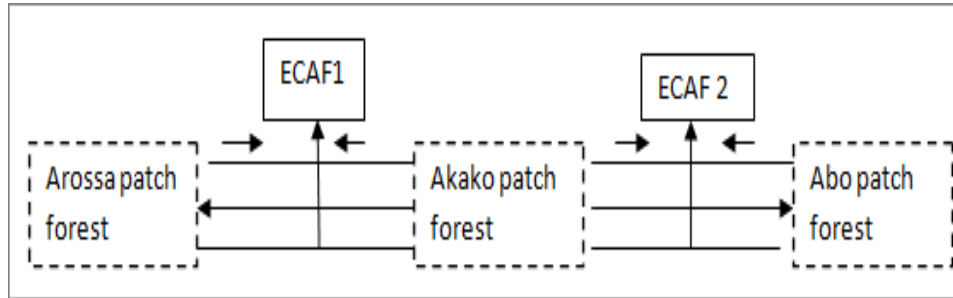 ECAF1
ECAF 2
Arossa patch
forest
Akako patch
forest
Abo patch
forest